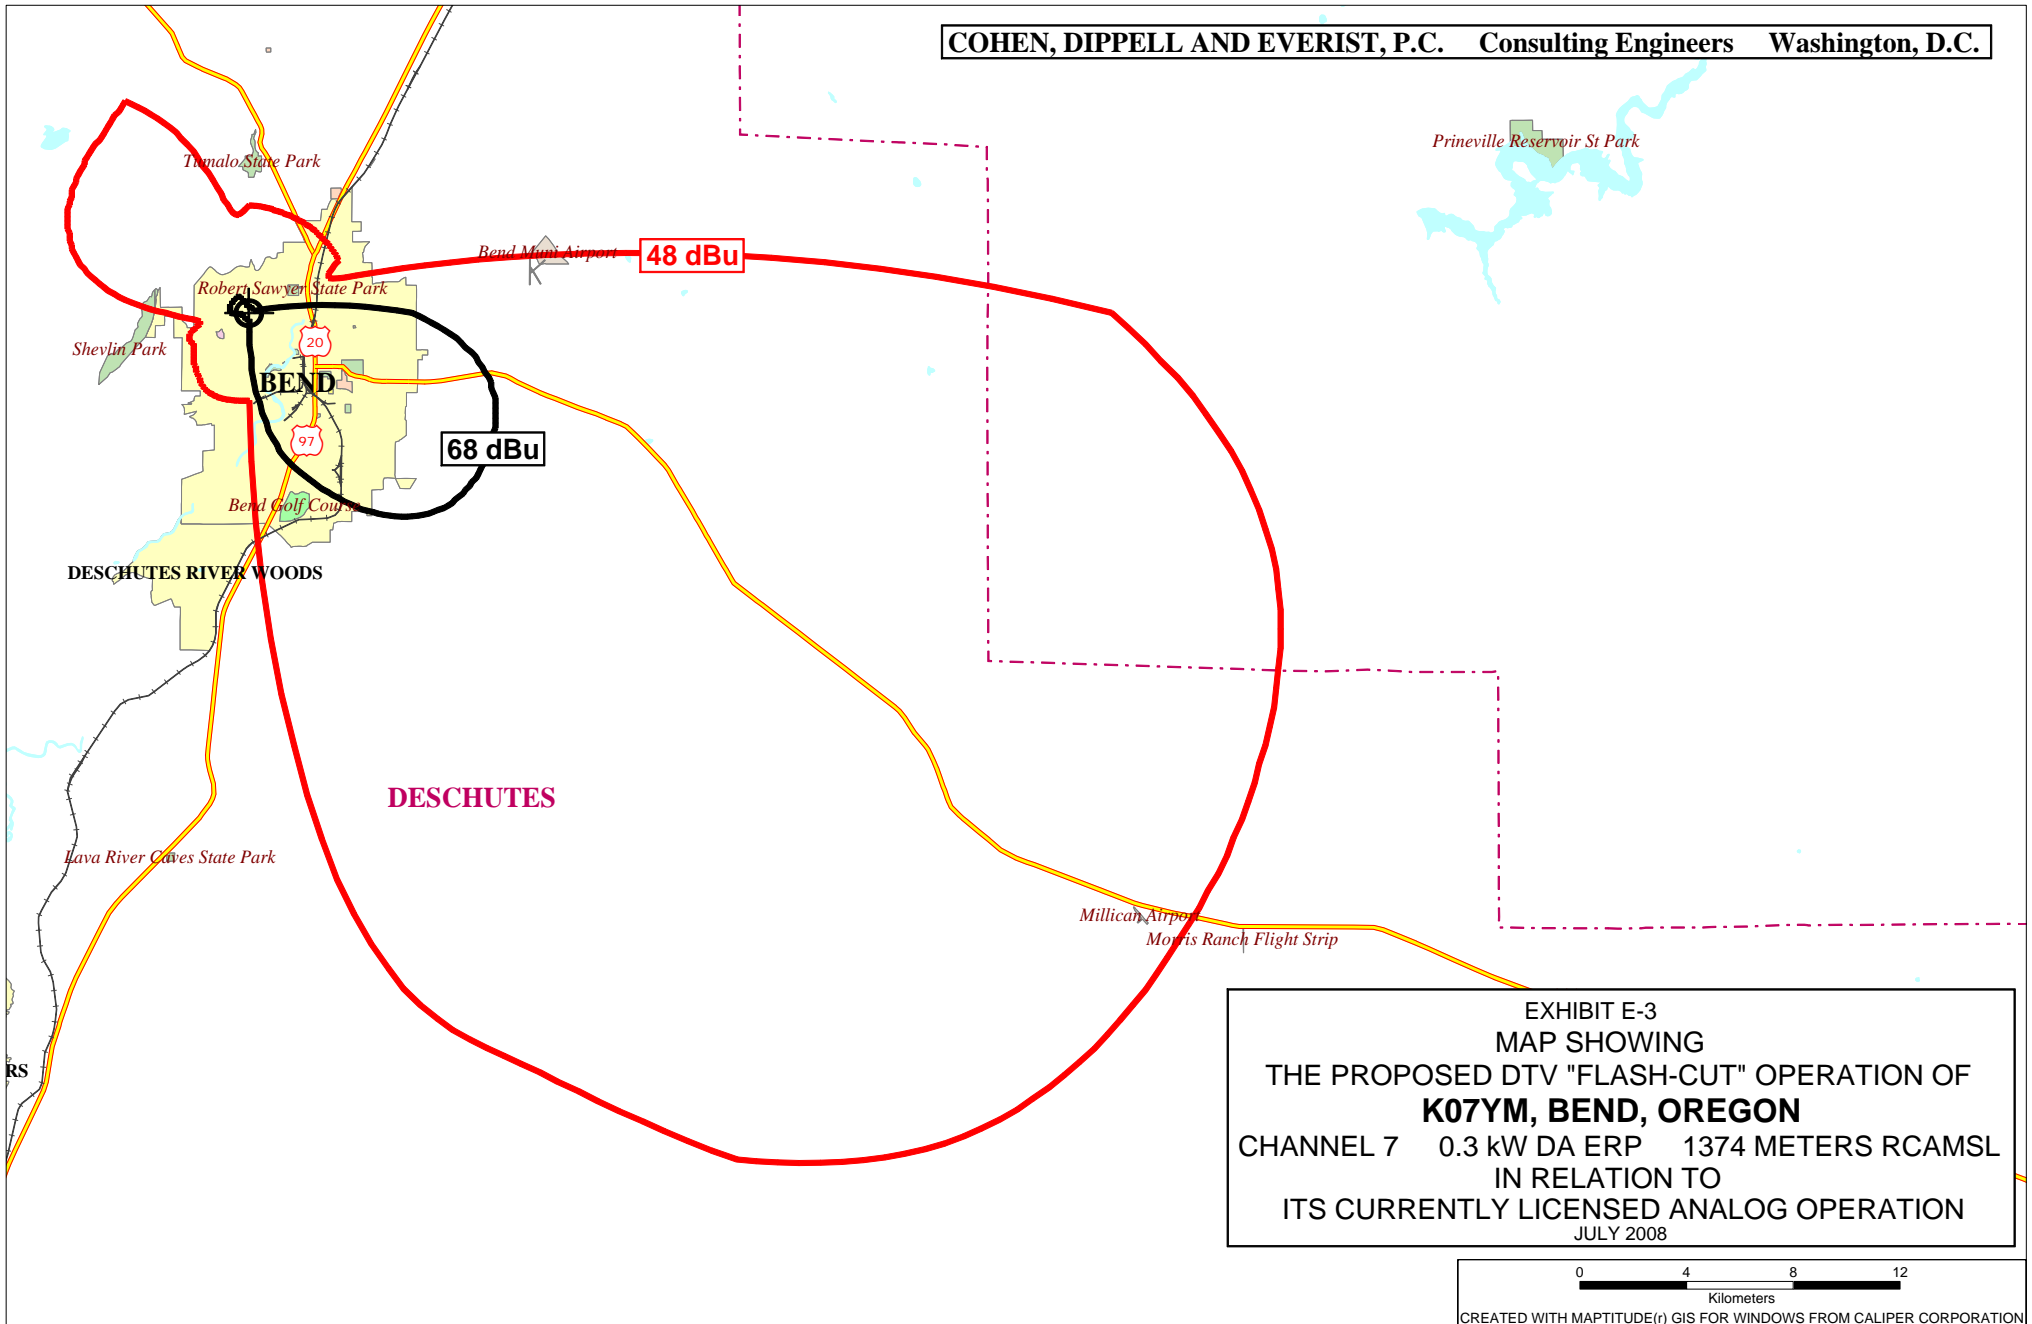 COHEN, DIPPELL AND EVERIST, P.C. Consulting Engineers Washington, D.C.
Prineville Reservoir St Park
Tumalo State Park
Bend Muni Airport
48 dBu
Robert Sawyer State Park
20
Shevlin Park
BEND
97
68 dBu
Bend Golf Course
DESCHUTES RIVER WOODS
DESCHUTES
Lava River Caves State Park
Millican Airport
Morris Ranch Flight Strip
RS
EXHIBIT E-3
MAP SHOWING
THE PROPOSED DTV "FLASH-CUT" OPERATION OF
K07YM, BEND, OREGON
CHANNEL 7 0.3 kW DA ERP 1374 METERS RCAMSL
IN RELATION TO
ITS CURRENTLY LICENSED ANALOG OPERATION
JULY 2008
0 4 8 12
Kilometers
CREATED WITH MAPTITUDE(r) GIS FOR WINDOWS FROM CALIPER CORPORATION